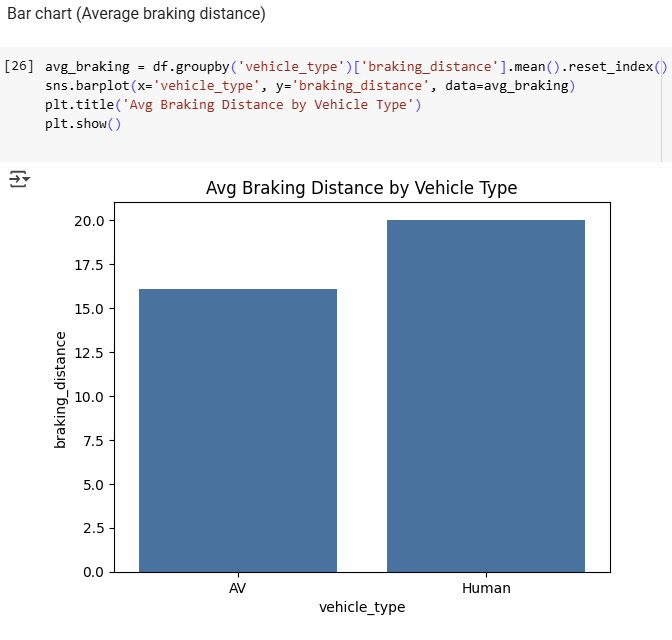 Bar chart (Average braking distance)
[26] avg_braking = df.groupby('vehicle_type')['braking_distance'].mean().reset_index()
sns.barplot(x='vehicle_type', y='braking_distance', data=avg_braking)
plt.title('Avg Braking Distance by Vehicle Type')
plt.show()
Avg Braking Distance by Vehicle Type
20.0
17.5
15.0
12.5
10.0
7.5
5.0
2.5
0.0
braking_distance
AV Human
vehicle_type